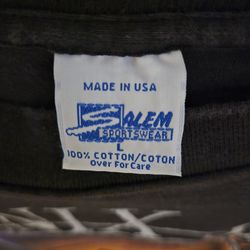 MADE IN USA
SALEM
SPORTSWEAR
L
100% COTTON/COTON
Over For Care